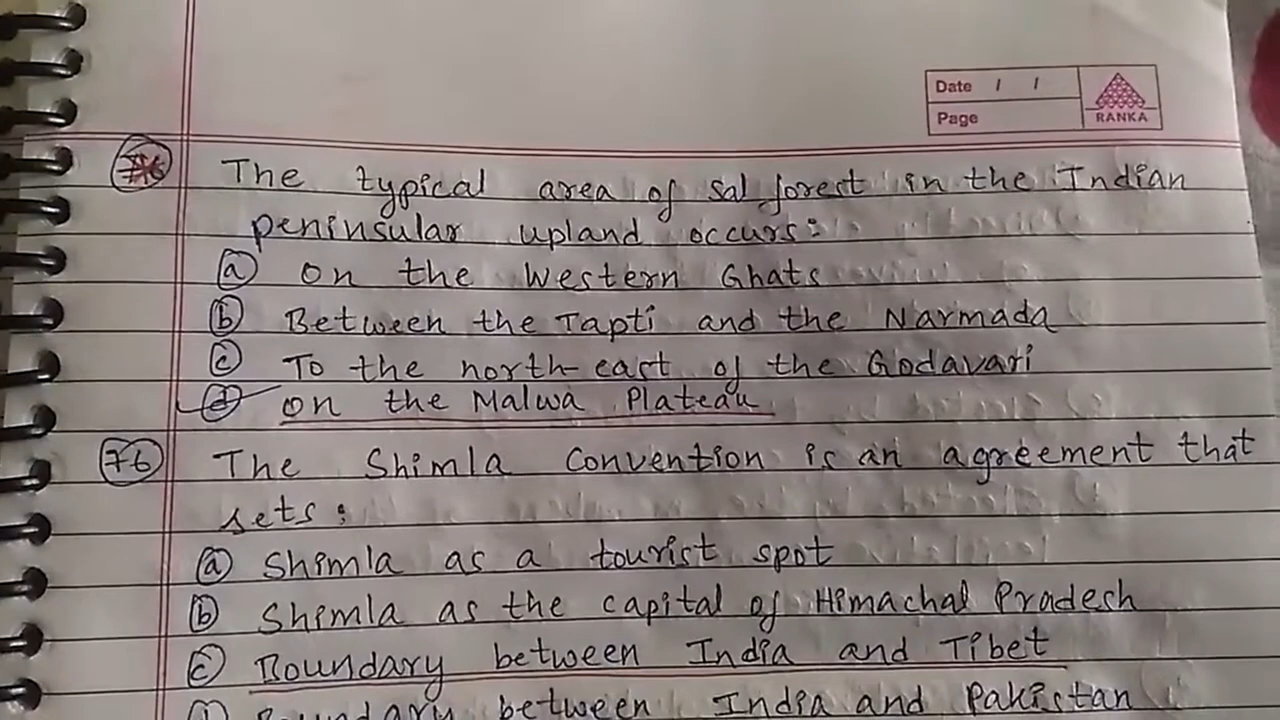 Date / /
Page
RANKA
The typical area of Sal forest in the Indian
peninsular upland occurs:
(a) on the Western Ghats
(b) Between the Tapti and the Narmada
(c) To the north-east of the Godavari
(d) on the Malwa Plateau
(76) The Shimla Convention is an agreement that
sets:
(a) Shimla as a tourist spot
(b) Shimla as the capital of Himachal Pradesh
(c) Boundary between India and Tibet
Boundary between India and Pakistan